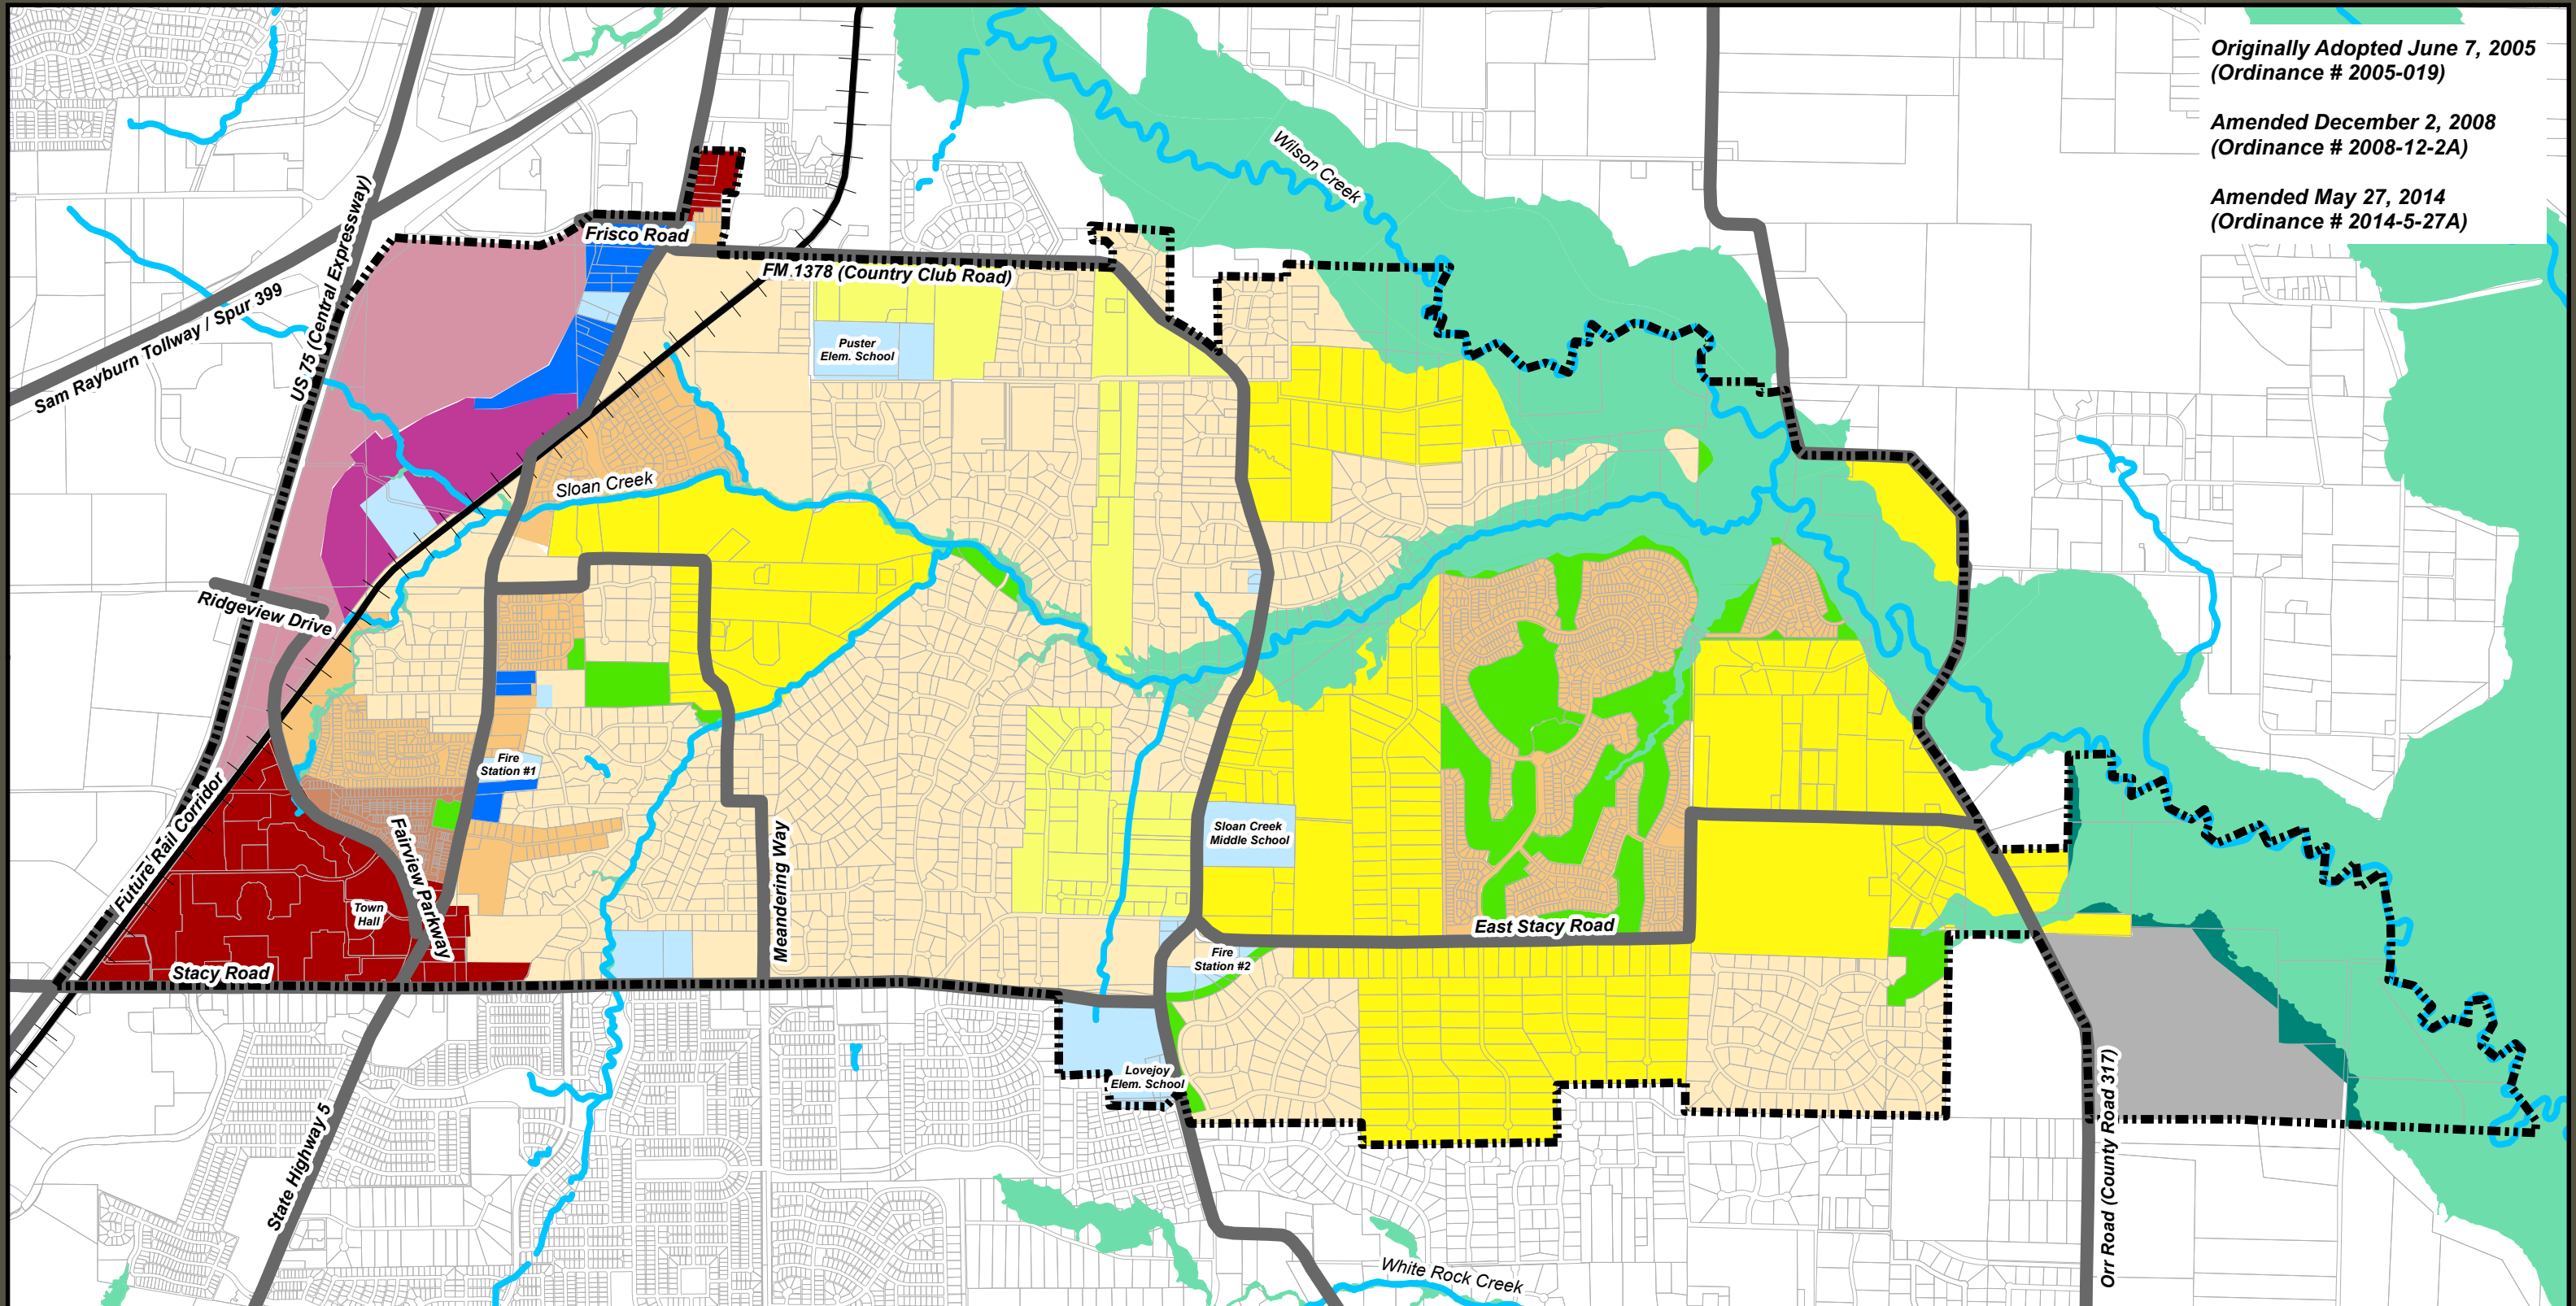 Originally Adopted June 7, 2005
(Ordinance # 2005-019)
Amended December 2, 2008
(Ordinance # 2008-12-2A)
Amended May 27, 2014
(Ordinance # 2014-5-27A)
Wilson Creek
US 75 (Central Expressway)
Sam Rayburn Tollway / Spur 399
Frisco Road
FM 1378 (Country Club Road)
Puster
Elem. School
Sloan Creek
Ridgeview Drive
Fire
Station #1
Future Rail Corridor
Fairview Parkway
Town
Hall
Meandering Way
Sloan Creek
Middle School
East Stacy Road
Fire
Station #2
Stacy Road
Lovejoy
Elem. School
State Highway 5
Orr Road (County Road 317)
White Rock Creek